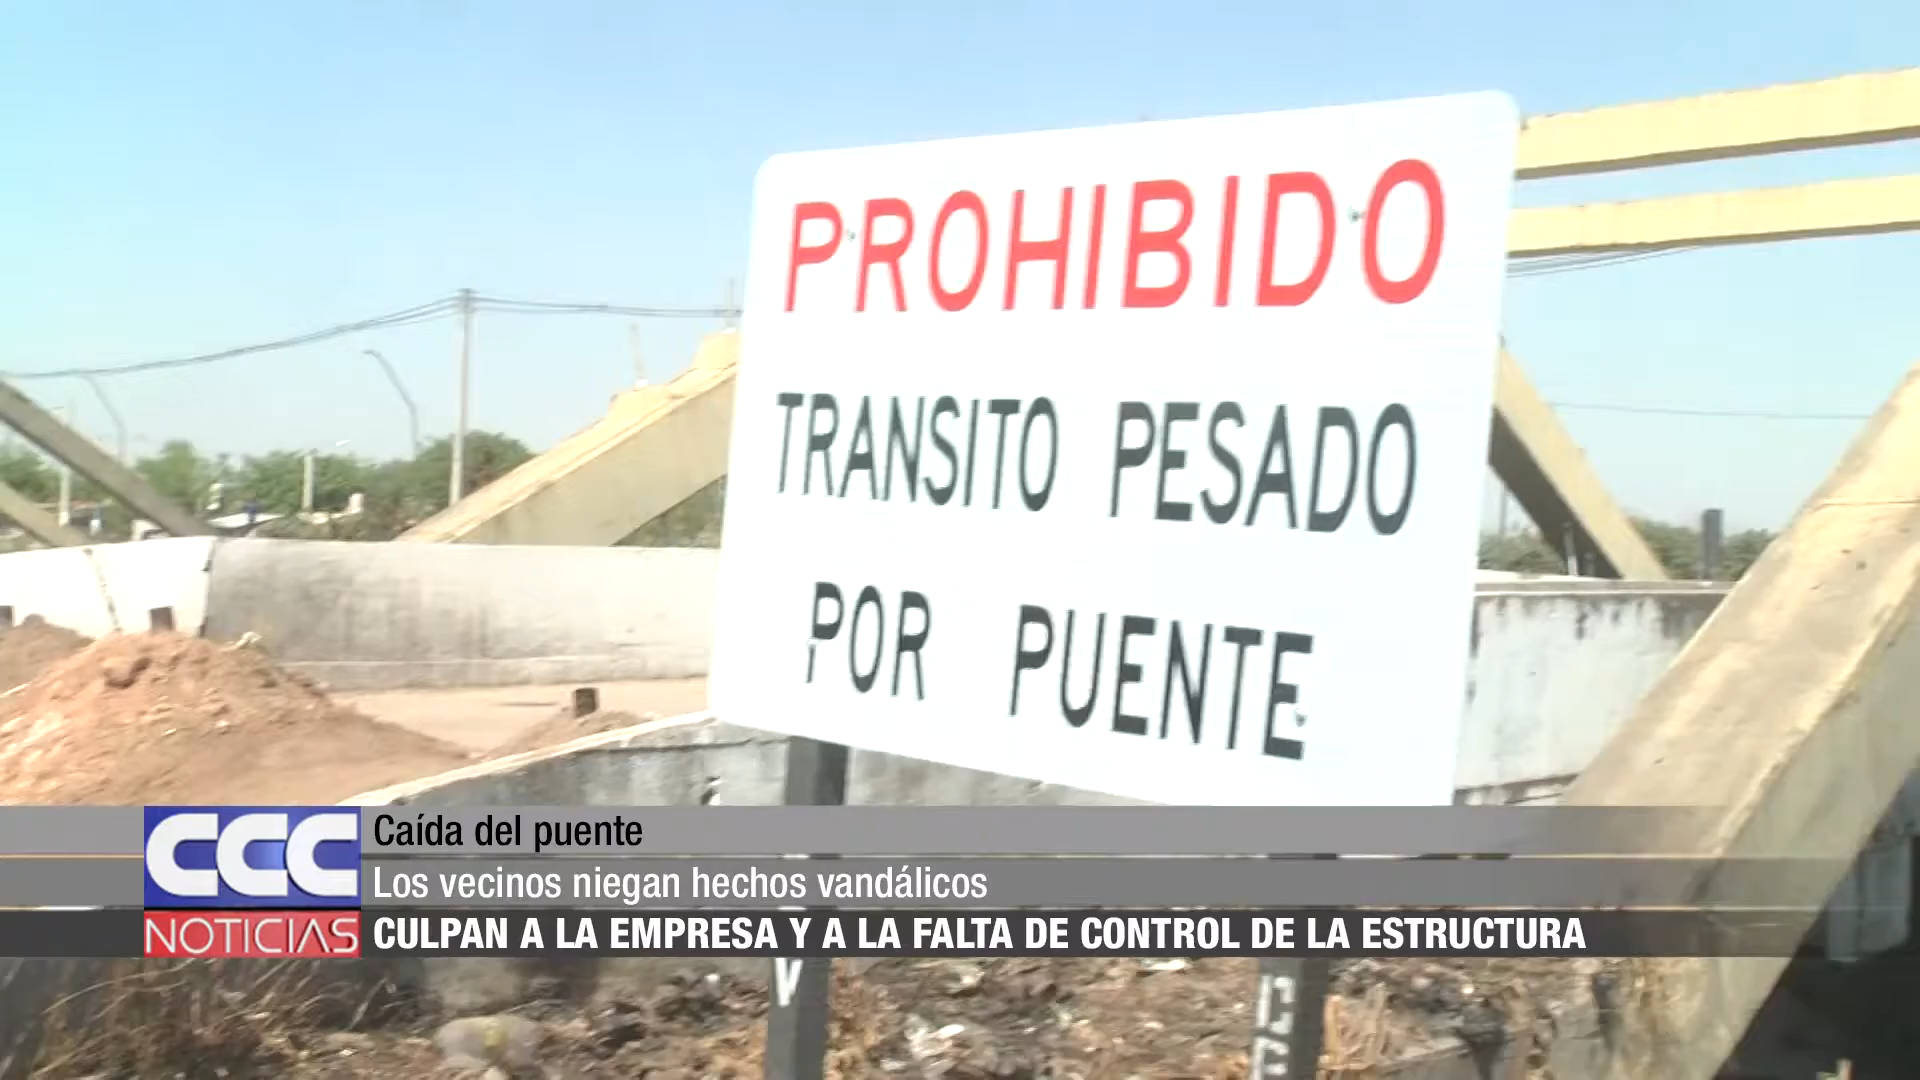 PROHIBIDO
TRANSITO PESADO
POR PUENTE
CCC
NOTICIAS
Caída del puente
Los vecinos niegan hechos vandálicos
CULPAN A LA EMPRESA Y A LA FALTA DE CONTROL DE LA ESTRUCTURA
V